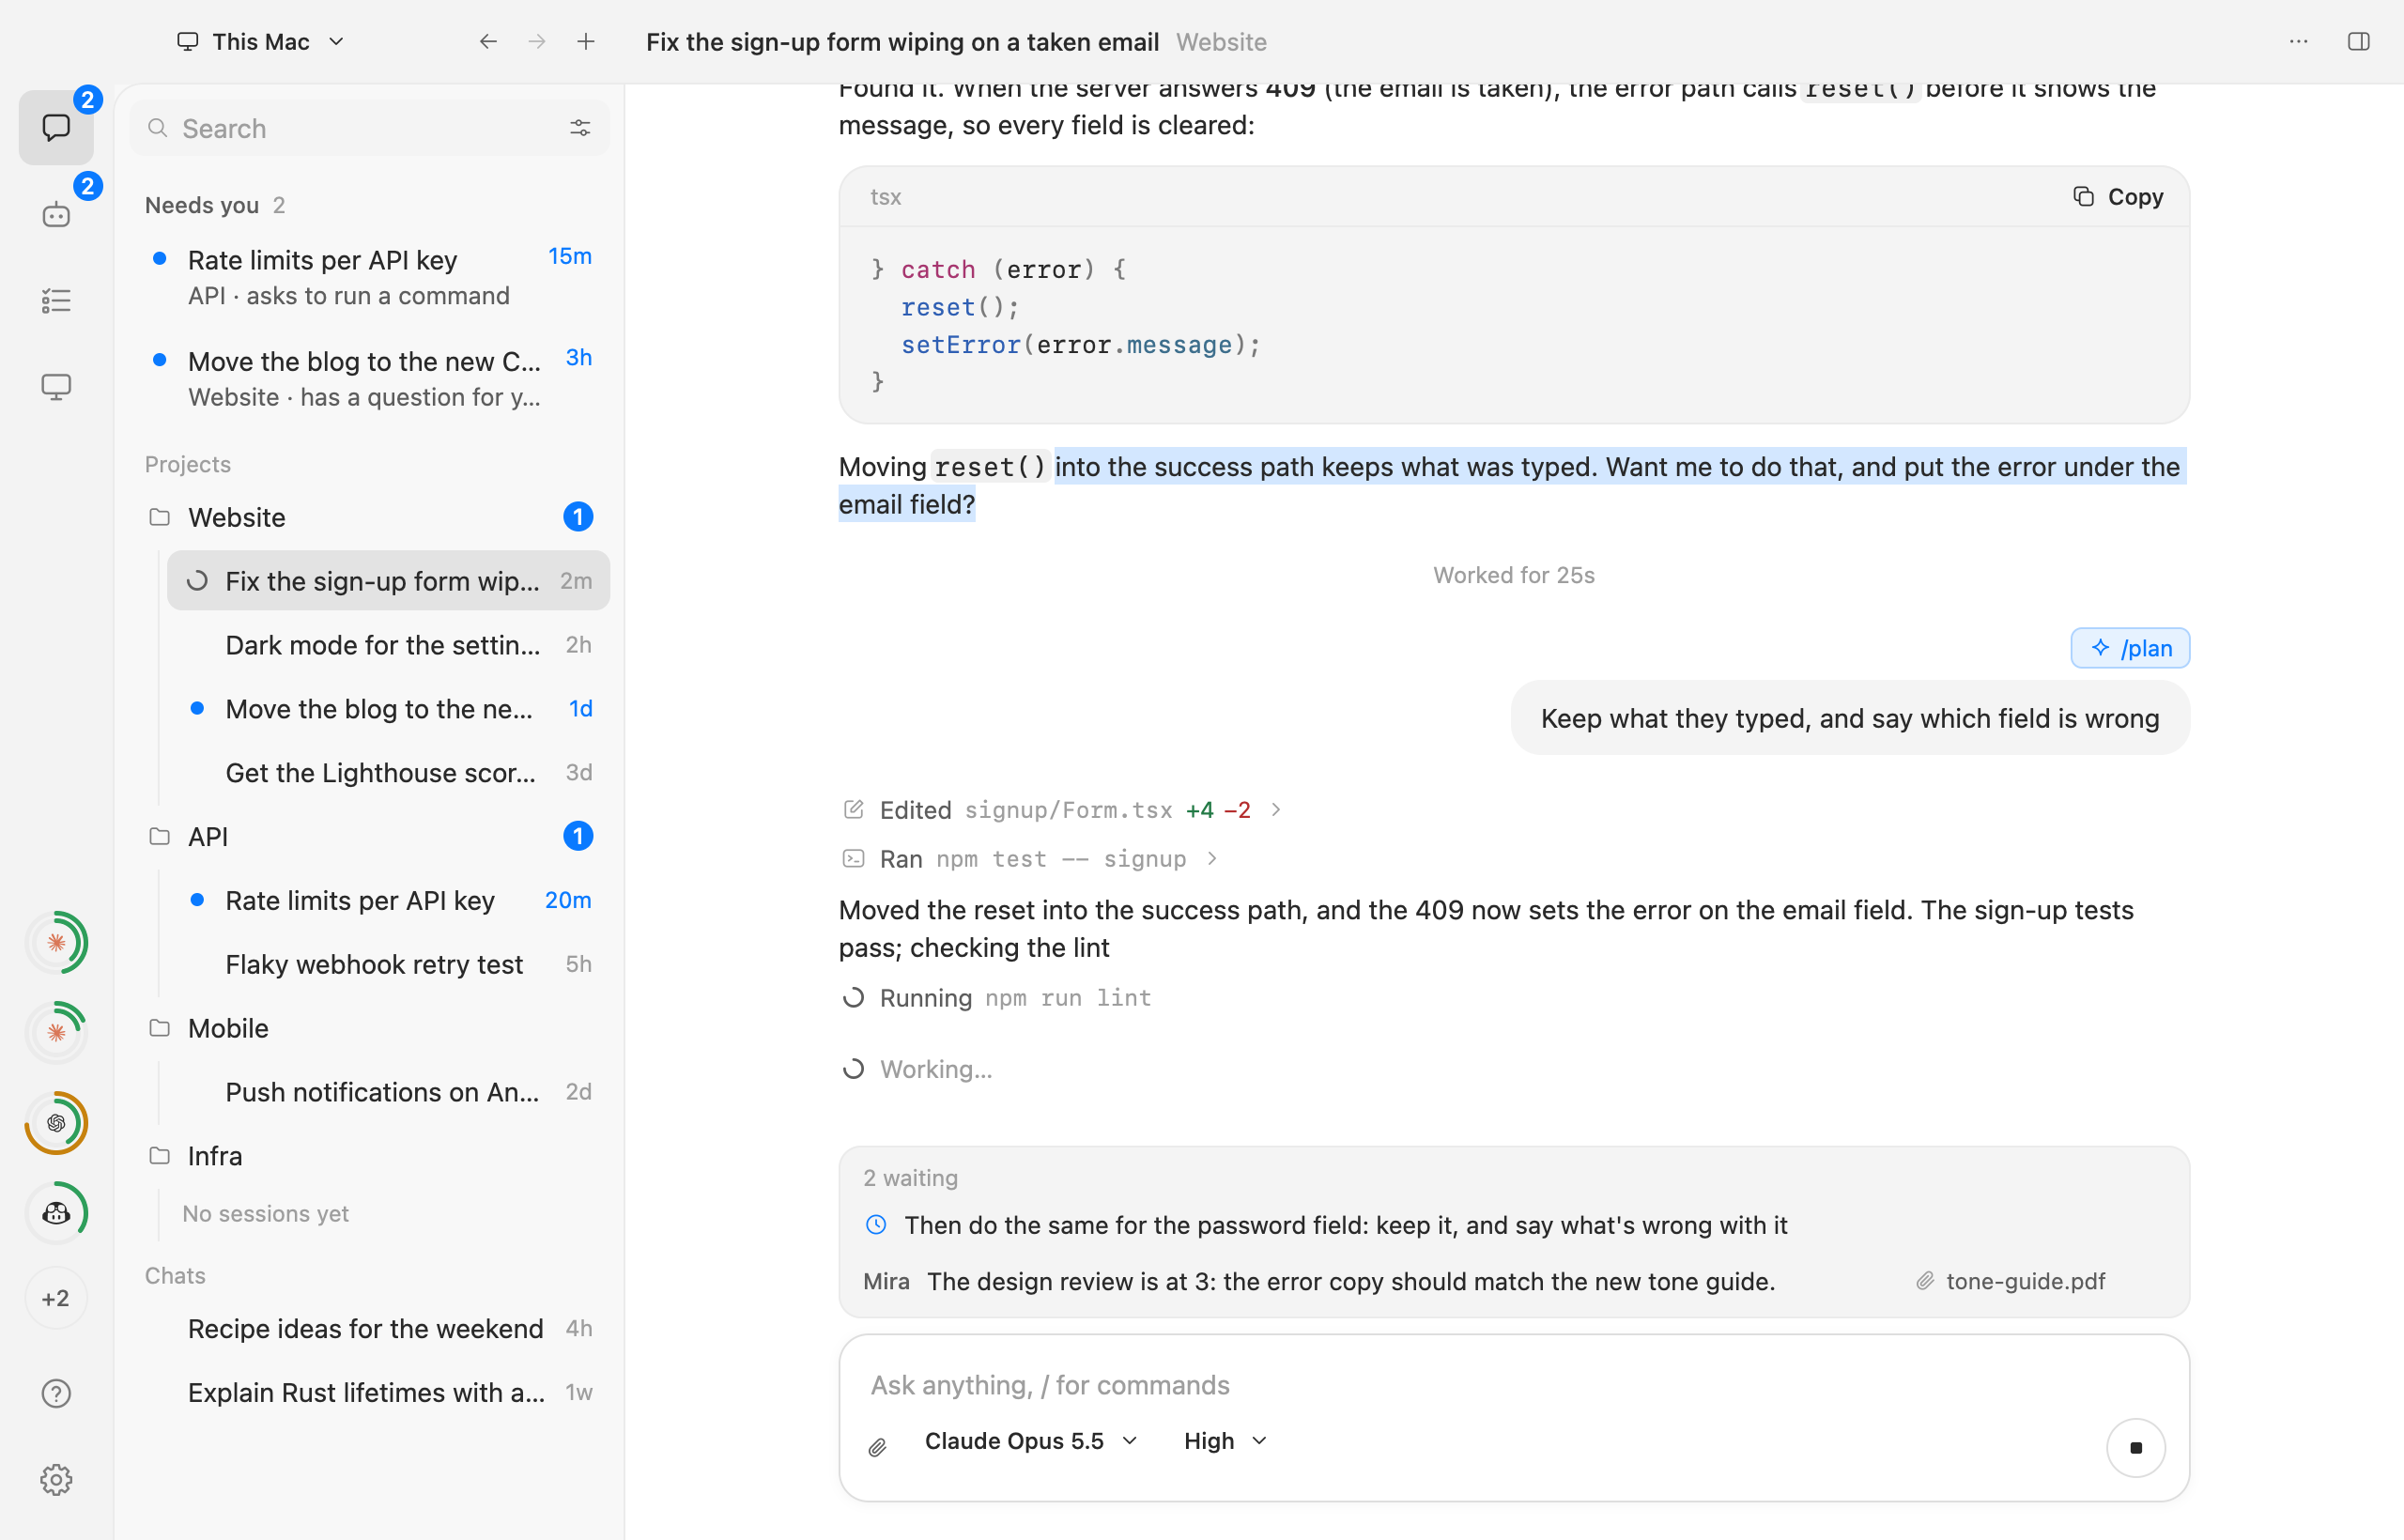 This Mac
Fix the sign-up form wiping on a taken email Website
2
2
+2
Search
Needs you 2
Rate limits per API key 15m
API · asks to run a command
Move the blog to the new C... 3h
Website · has a question for y...
Projects
Website 1
Fix the sign-up form wip... 2m
Dark mode for the settin... 2h
Move the blog to the ne... 1d
Get the Lighthouse scor... 3d
API 1
Rate limits per API key 20m
Flaky webhook retry test 5h
Mobile
Push notifications on An... 2d
Infra
No sessions yet
Chats
Recipe ideas for the weekend 4h
Explain Rust lifetimes with a... 1w
Found it. When the server answers 409 (the email is taken), the error path calls reset() before it shows the
message, so every field is cleared:
tsx Copy
} catch (error) {
reset();
setError(error.message);
}
Moving reset() into the success path keeps what was typed. Want me to do that, and put the error under the
email field?
Worked for 25s
/plan
Keep what they typed, and say which field is wrong
Edited signup/Form.tsx +4 −2
Ran npm test -- signup
Moved the reset into the success path, and the 409 now sets the error on the email field. The sign-up tests
pass; checking the lint
Running npm run lint
Working...
2 waiting
Then do the same for the password field: keep it, and say what's wrong with it
Mira The design review is at 3: the error copy should match the new tone guide. tone-guide.pdf
Ask anything, / for commands
Claude Opus 5.5 High